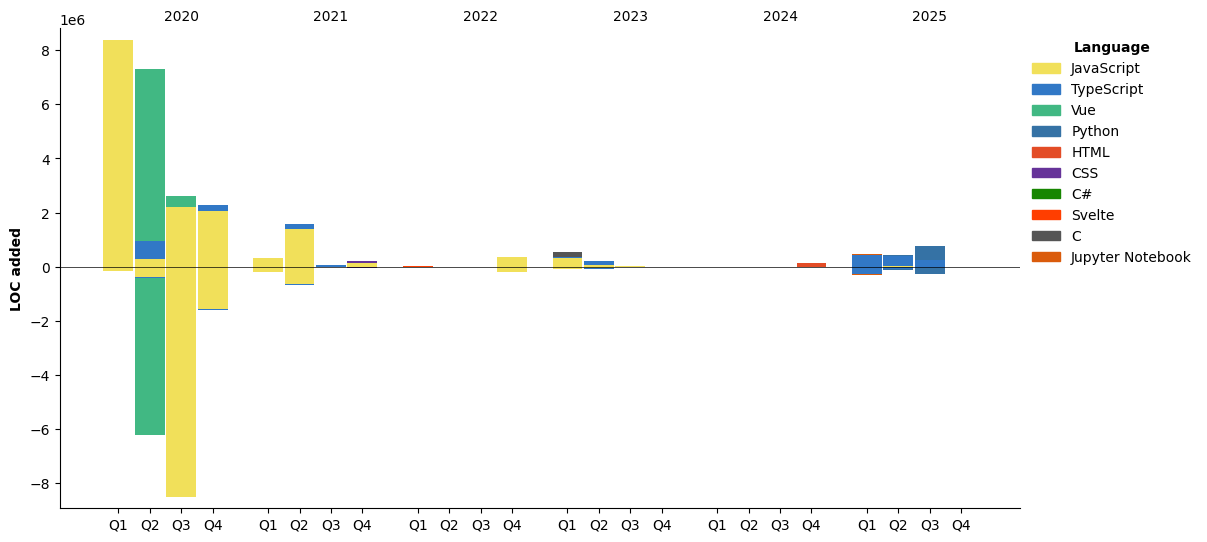 1e6
2020 2021 2022 2023 2024 2025
8
6
4
2
0
−2
−4
−6
−8
LOC added
Q1 Q2 Q3 Q4 Q1 Q2 Q3 Q4 Q1 Q2 Q3 Q4 Q1 Q2 Q3 Q4 Q1 Q2 Q3 Q4 Q1 Q2 Q3 Q4
Language
JavaScript
TypeScript
Vue
Python
HTML
CSS
C#
Svelte
C
Jupyter Notebook